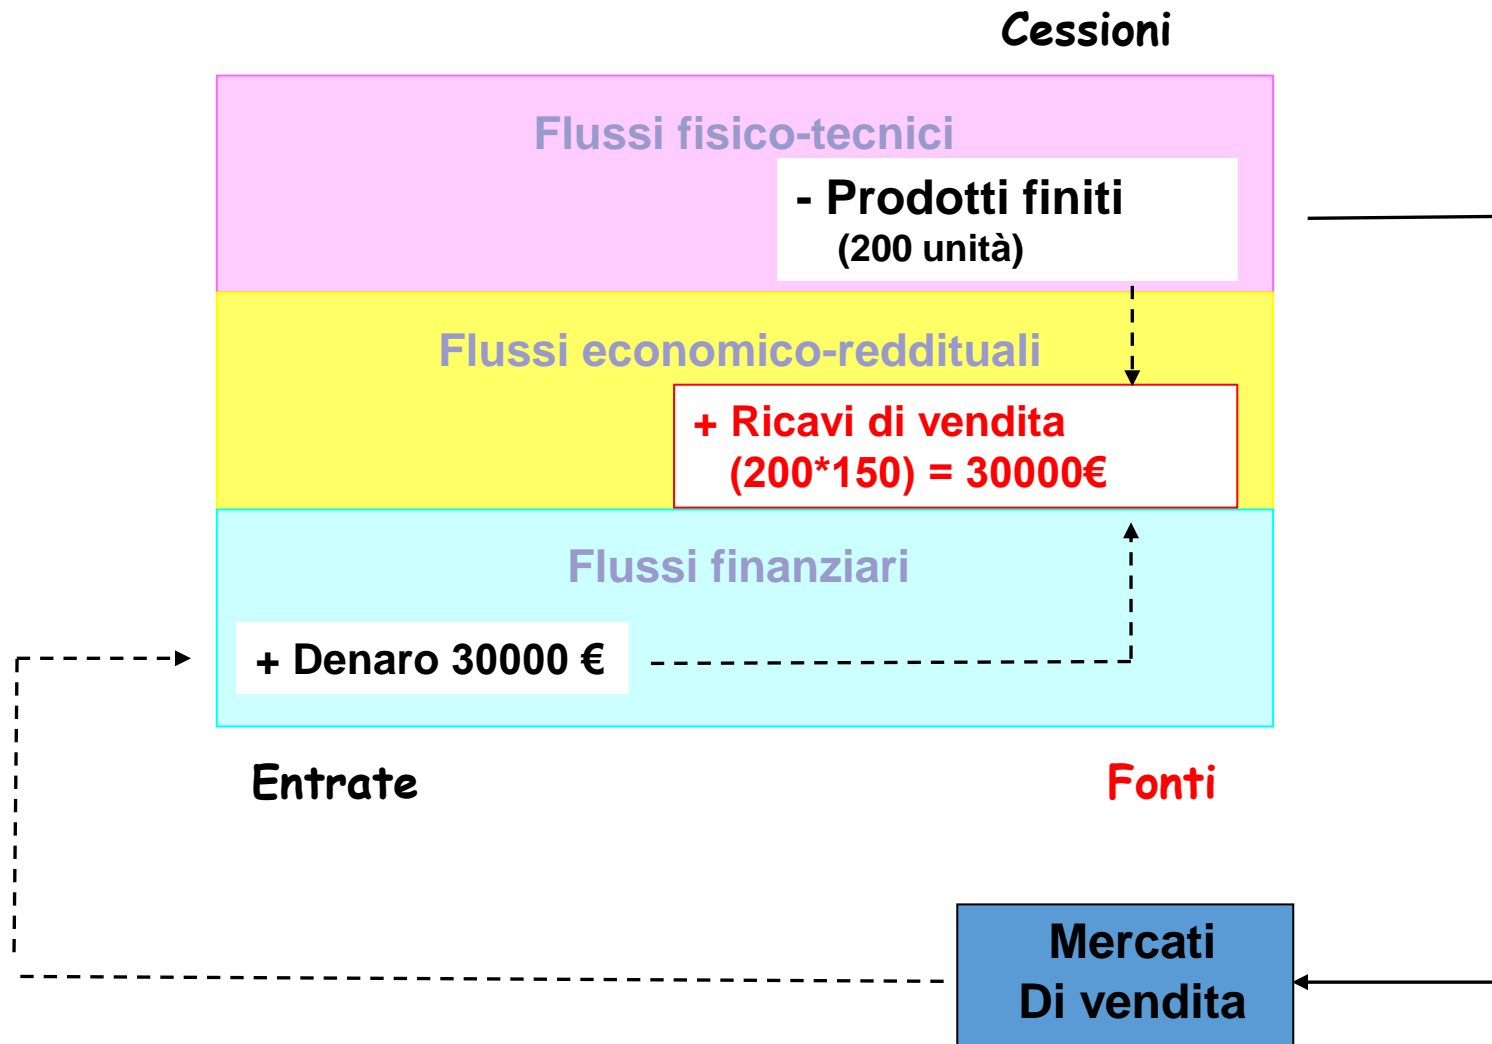 Cessioni
Flussi fisico-tecnici
- Prodotti finiti
(200 unità)
Flussi economico-reddituali
+ Ricavi di vendita
(200*150) = 30000€
Flussi finanziari
+ Denaro 30000 €
Entrate
Fonti
Mercati
Di vendita